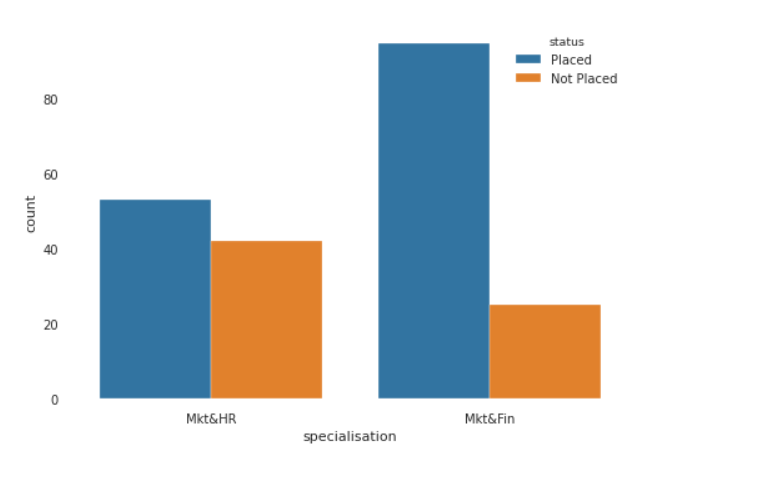 status
Placed
Not Placed
80
60
40
20
0
count
Mkt&HR
Mkt&Fin
specialisation